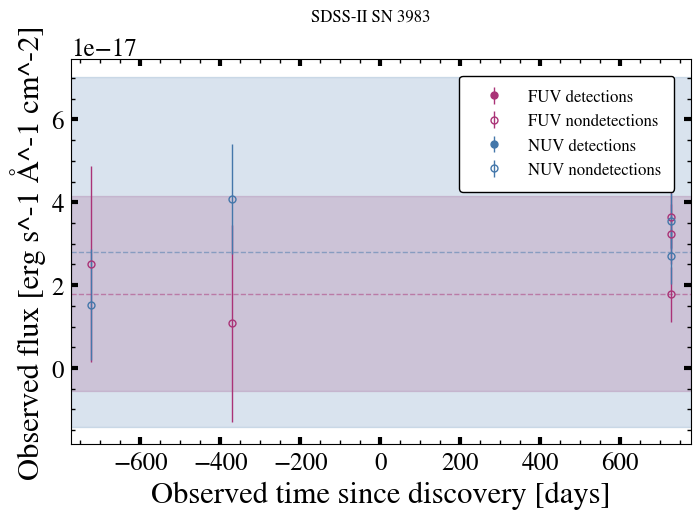 SDSS-II SN 3983
1e−17
Observed flux [erg s^-1 Å^-1 cm^-2]
6
4
2
0
FUV detections
FUV nondetections
NUV detections
NUV nondetections
−600 −400 −200 0 200 400 600
Observed time since discovery [days]